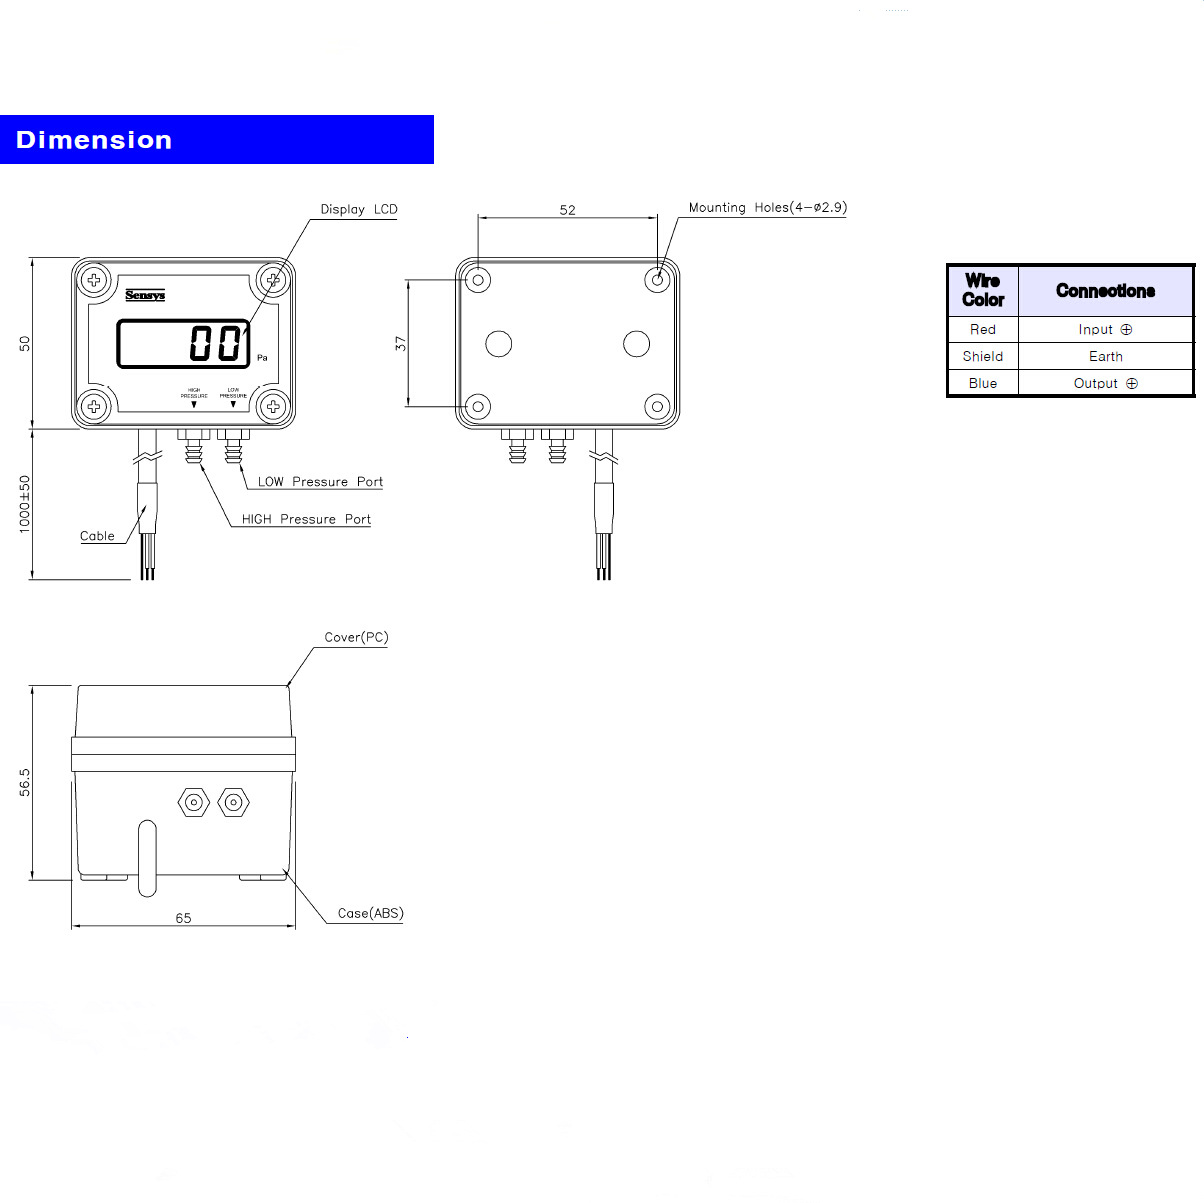 Dimension
Display LCD
52
Mounting Holes(4-ø2.9)
Sensys
00
Pa
HIGH PRESSURE
LOW PRESSURE
50
37
1000±50
LOW Pressure Port
HIGH Pressure Port
Cable
Wire Color Connections
Red Input ⊕
Shield Earth
Blue Output ⊕
Cover(PC)
56.5
65
Case(ABS)